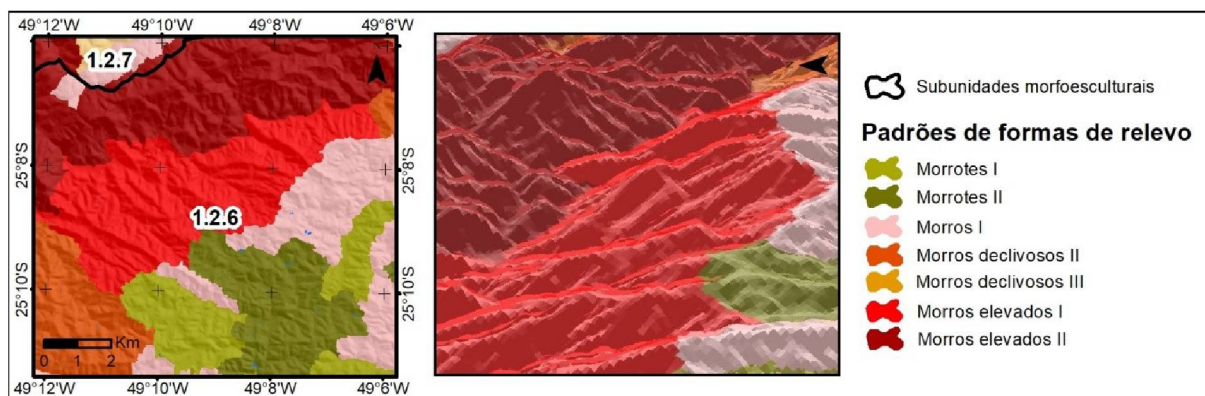 49°12'W 49°10'W 49°8'W 49°6'W
1.2.7
25°8'S 25°8'S
1.2.6
25°10'S 25°10'S
Km
0 1 2
49°12'W 49°10'W 49°8'W 49°6'W
Subunidades morfoesculturais
Padrões de formas de relevo
Morrotes I
Morrotes II
Morros I
Morros declivosos II
Morros declivosos III
Morros elevados I
Morros elevados II